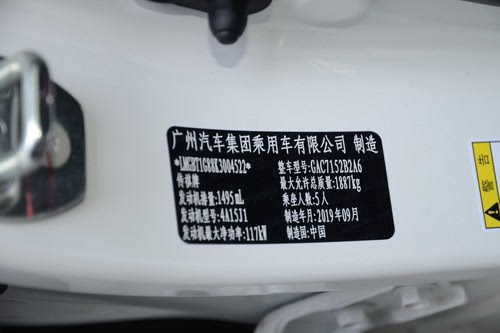 广州汽车集团乘用车有限公司 制造
*LMGBT1G88K3004522* 整车型号:GAC7152B2A6
传祺牌 最大允许总质量:1887kg
发动机排量:1495mL 乘坐人数:5人
发动机型号:4A15J1 制造年月:2019年09月
发动机最大净功率:117kW 制造国:中国
警告